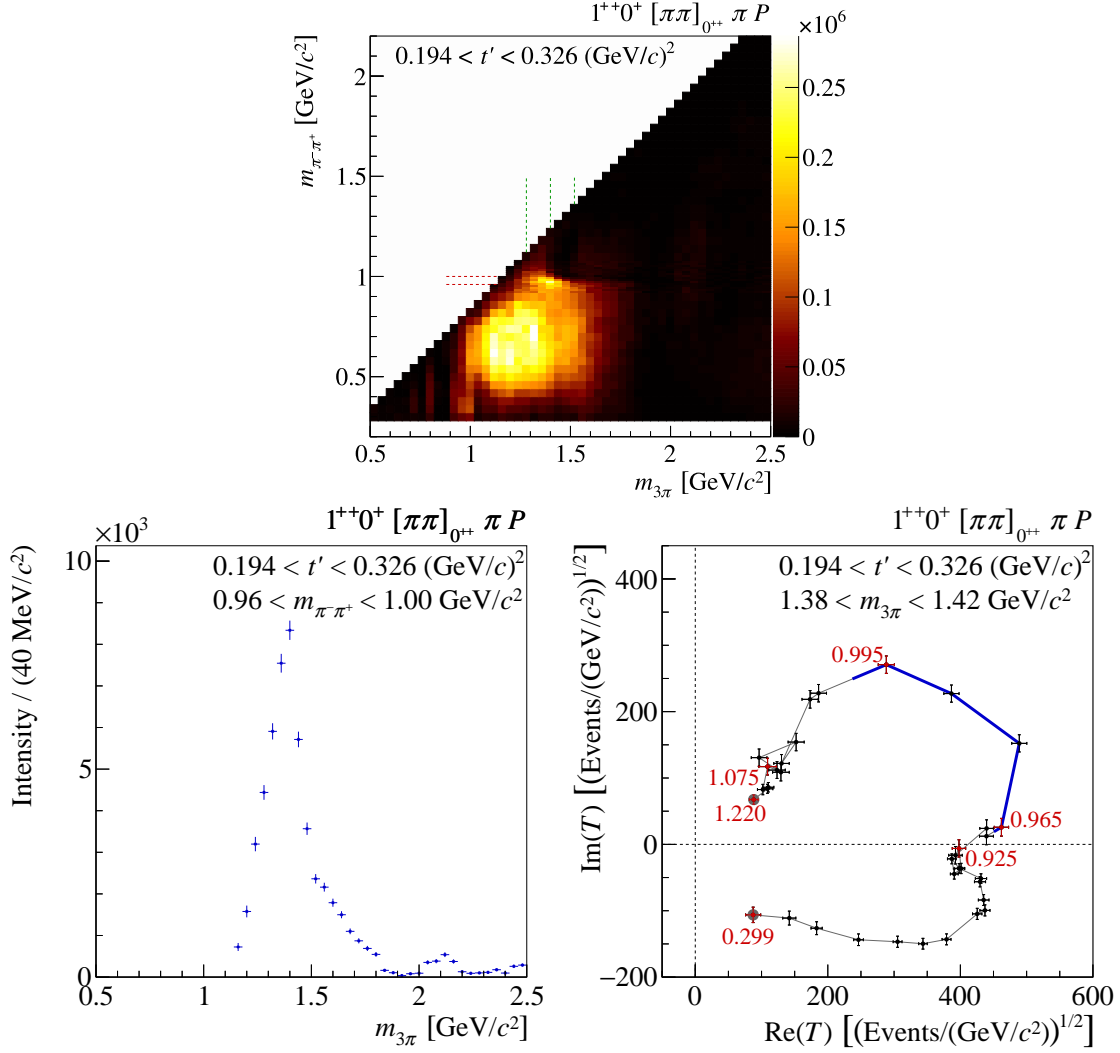 1⁺⁺0⁺ [ππ]₀₊₊ π P
×10⁶
0.194 < t′ < 0.326 (GeV/c)²
m_π⁻π⁺ [GeV/c²]
2
1.5
1
0.5
0.25
0.2
0.15
0.1
0.05
0
0.5 1 1.5 2 2.5
m_3π [GeV/c²]
1⁺⁺0⁺ [ππ]₀₊₊ π P
×10³
0.194 < t′ < 0.326 (GeV/c)²
0.96 < m_π⁻π⁺ < 1.00 GeV/c²
Intensity / (40 MeV/c²)
10
5
0
0.5 1 1.5 2 2.5
m_3π [GeV/c²]
1⁺⁺0⁺ [ππ]₀₊₊ π P
0.194 < t′ < 0.326 (GeV/c)²
1.38 < m_3π < 1.42 GeV/c²
Im(T) [(Events/(GeV/c²))^1/2]
400
200
0
−200
0.995
1.075
1.220
0.965
0.925
0.299
0 200 400 600
Re(T) [(Events/(GeV/c²))^1/2]